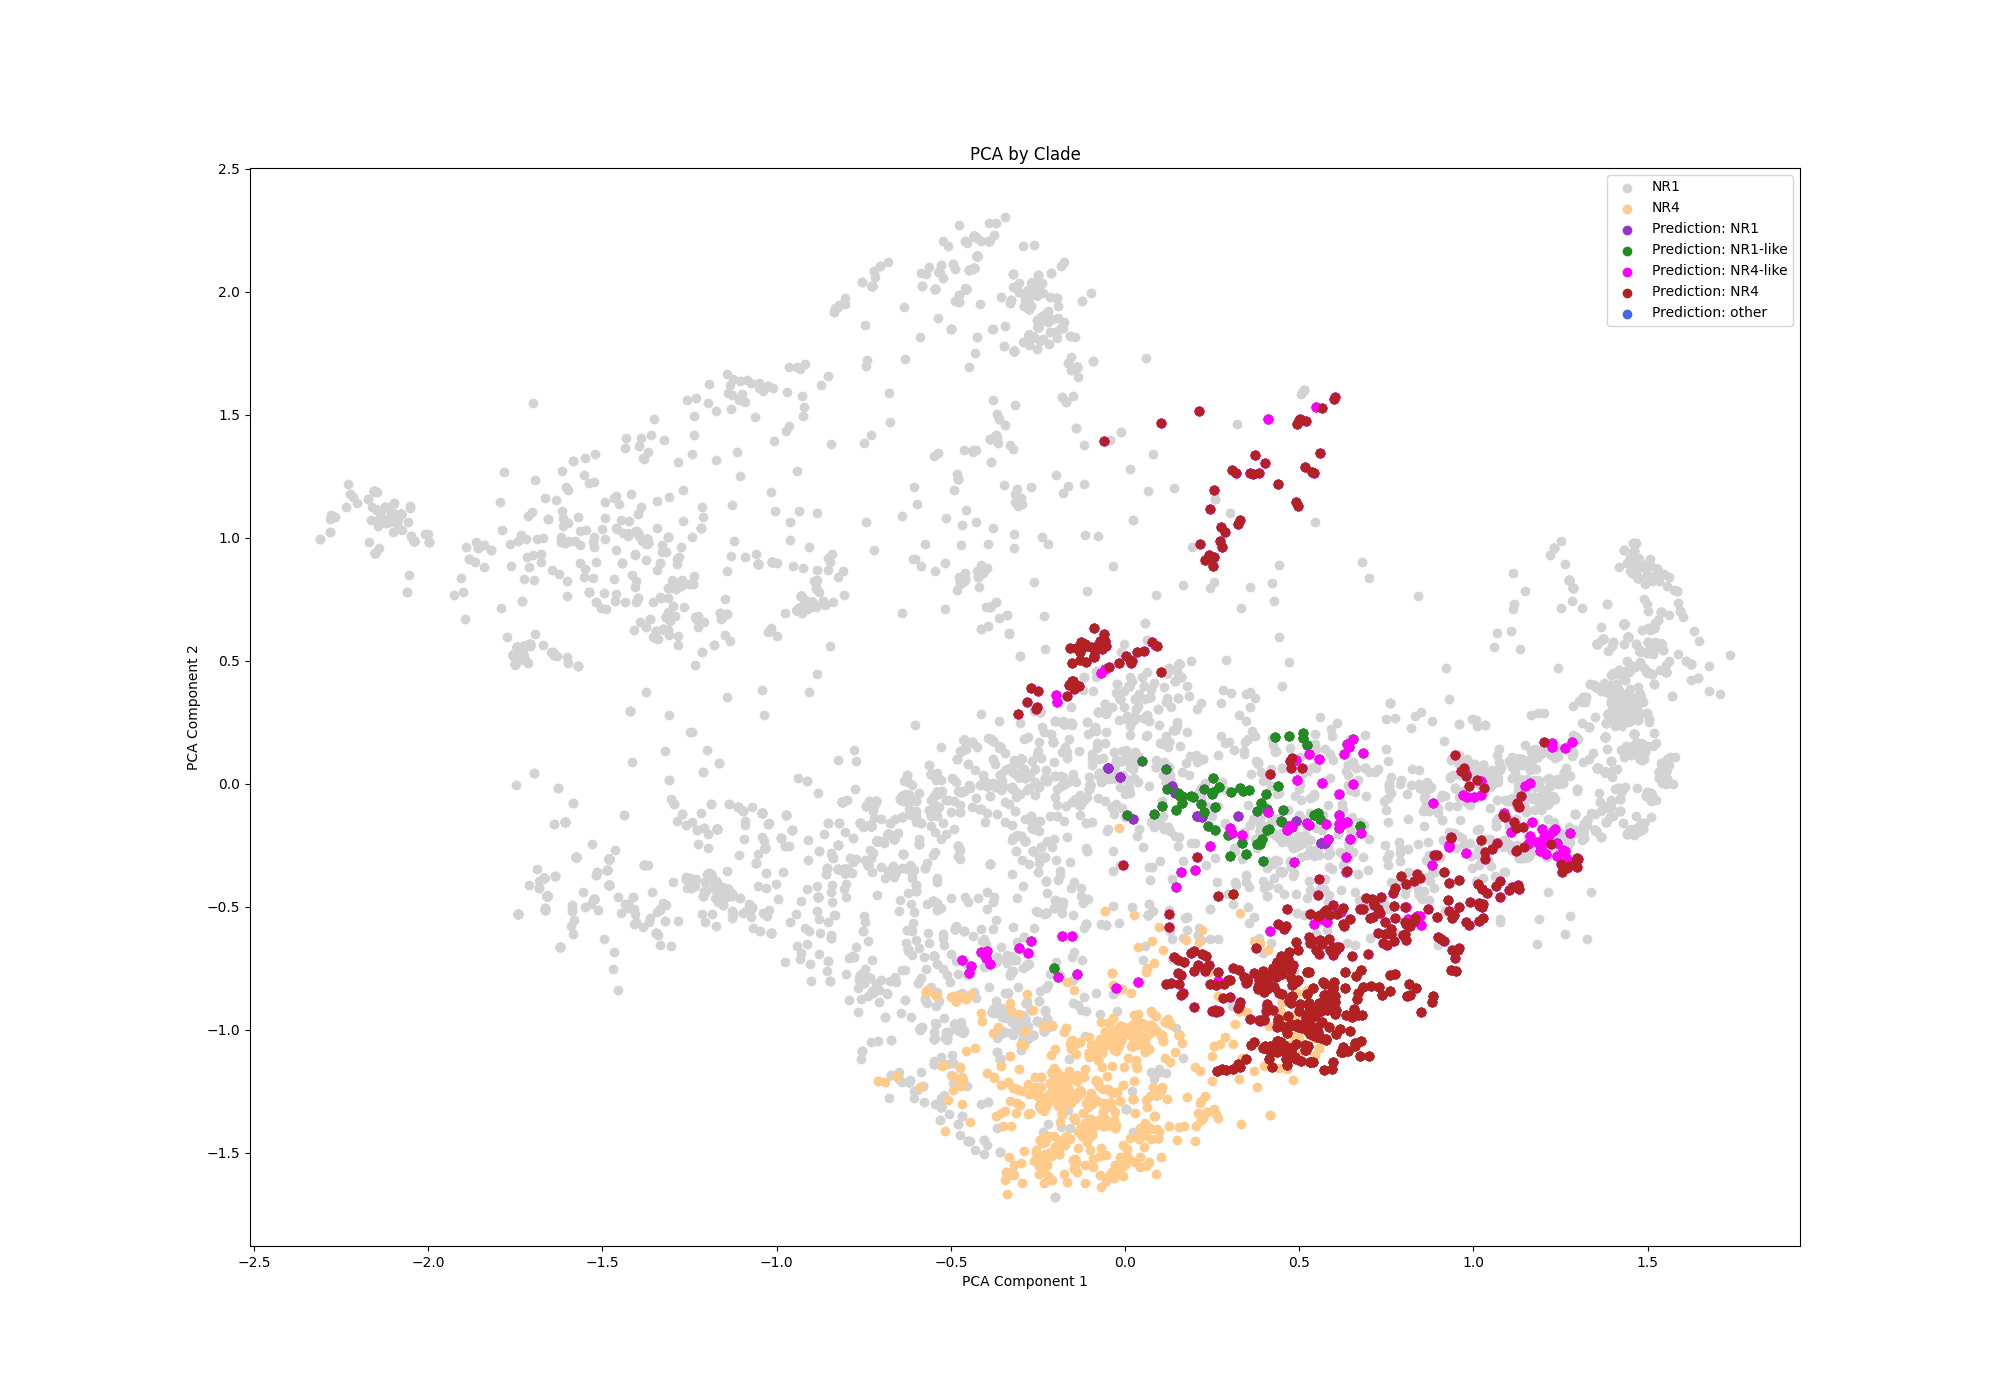 PCA by Clade
NR1
NR4
Prediction: NR1
Prediction: NR1-like
Prediction: NR4-like
Prediction: NR4
Prediction: other
2.5
2.0
1.5
1.0
0.5
0.0
−0.5
−1.0
−1.5
PCA Component 2
−2.5 −2.0 −1.5 −1.0 −0.5 0.0 0.5 1.0 1.5
PCA Component 1